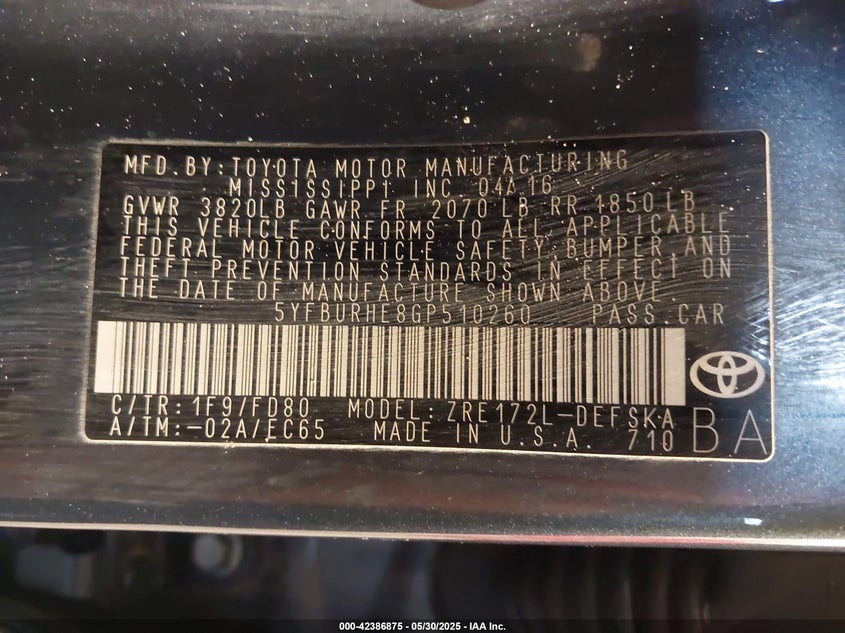 MFD.BY:TOYOTA MOTOR MANUFACTURING
MISSISSIPPI INC 04/16
GVWR 3820LB GAWR FR 2070 LB RR 1850 LB
THIS VEHICLE CONFORMS TO ALL APPLICABLE
FEDERAL MOTOR VEHICLE SAFETY,BUMPER AND
THEFT PREVENTION STANDARDS IN EFFECT ON
THE DATE OF MANUFACTURE SHOWN ABOVE.
5YFBURHE8GP510260 PASS.CAR
C/TR:1F9/FD80 MODEL:ZRE172L-DEFSKA
A/TM:-02A/EC65 MADE IN U.S.A. 710 BA
000-42386875 - 05/30/2025 - IAA Inc.